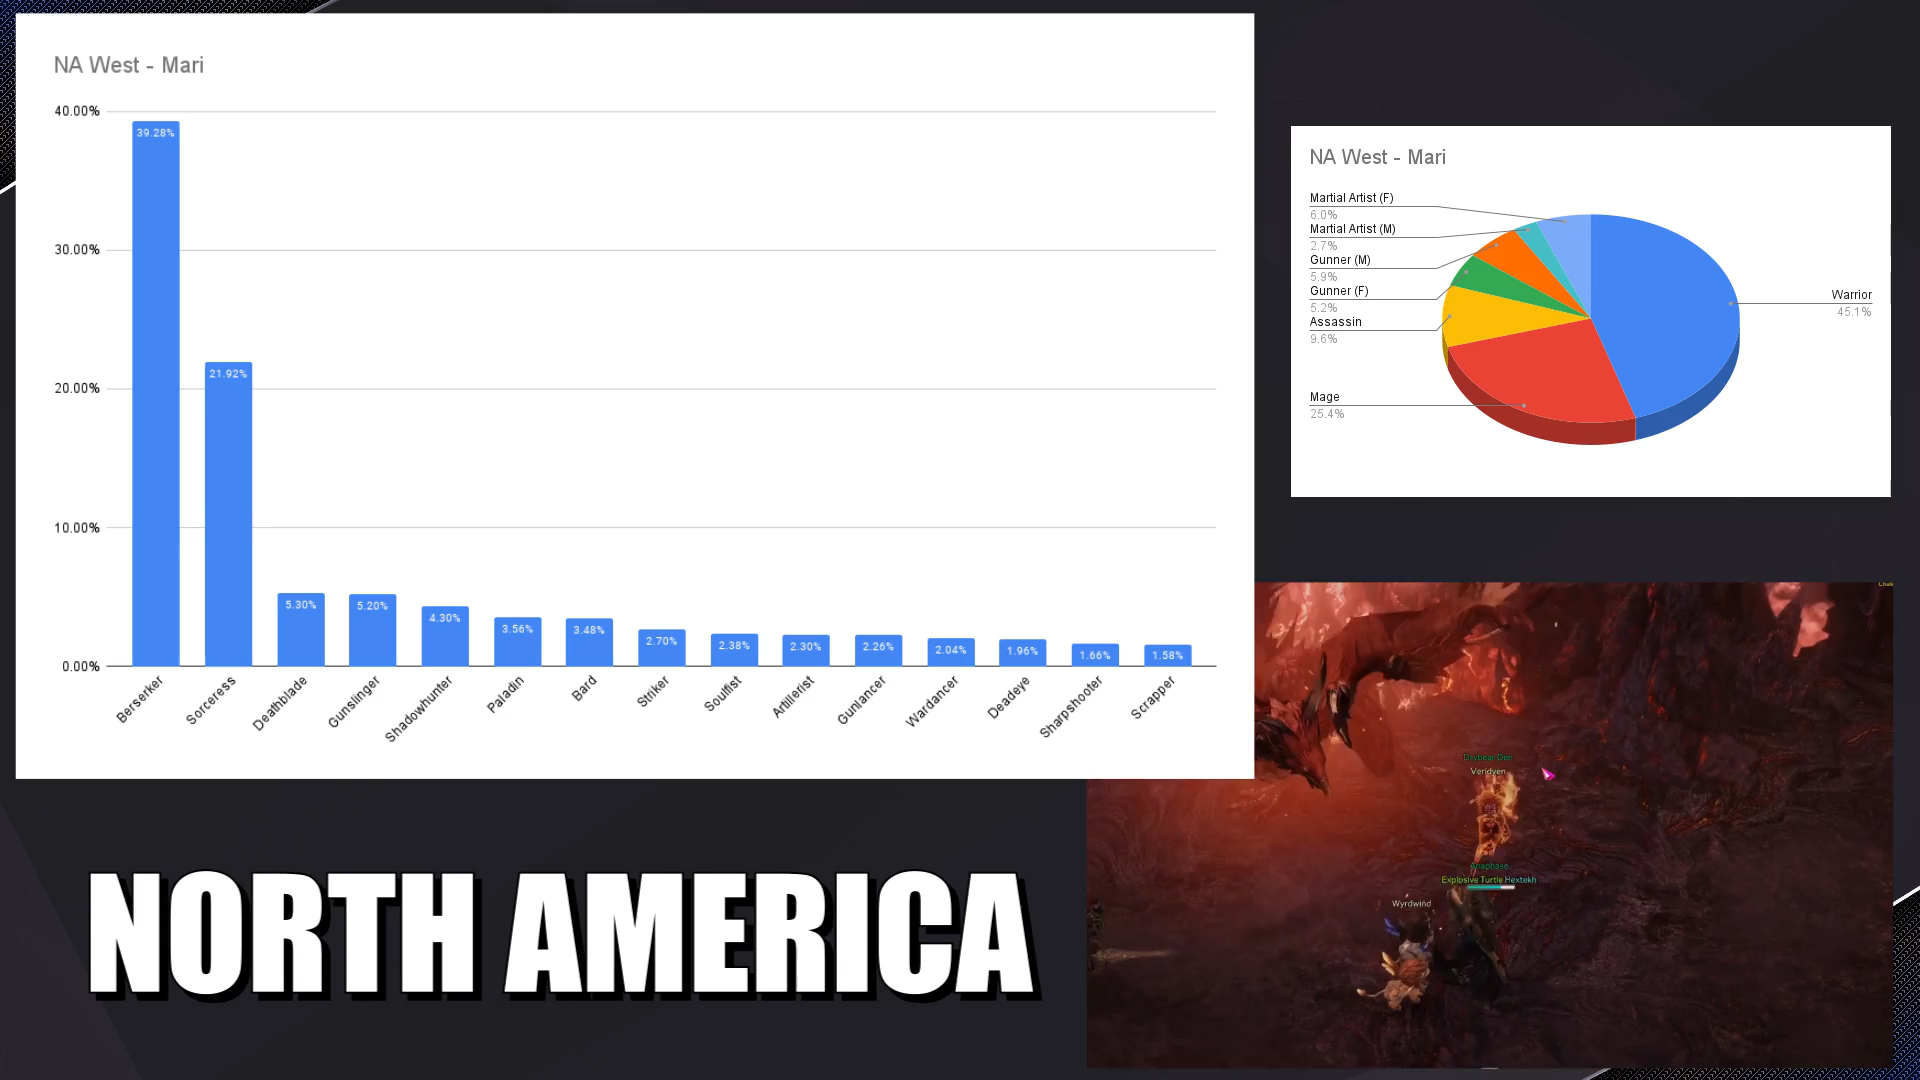 NA West - Mari
40.00%
30.00%
20.00%
10.00%
0.00%
39.28%
21.92%
5.30%
5.20%
4.30%
3.56%
3.48%
2.70%
2.38%
2.30%
2.26%
2.04%
1.96%
1.66%
1.58%
Berserker
Sorceress
Deathblade
Gunslinger
Shadowhunter
Paladin
Bard
Striker
Soulfist
Artillerist
Gunlancer
Wardancer
Deadeye
Sharpshooter
Scrapper
NA West - Mari
Martial Artist (F)
6.0%
Martial Artist (M)
2.7%
Gunner (M)
5.9%
Gunner (F)
5.2%
Assassin
9.6%
Mage
25.4%
Warrior
45.1%
Veridven
Anaphase
Explosive Turtle Hextekh
Wyrdwind
NORTH AMERICA